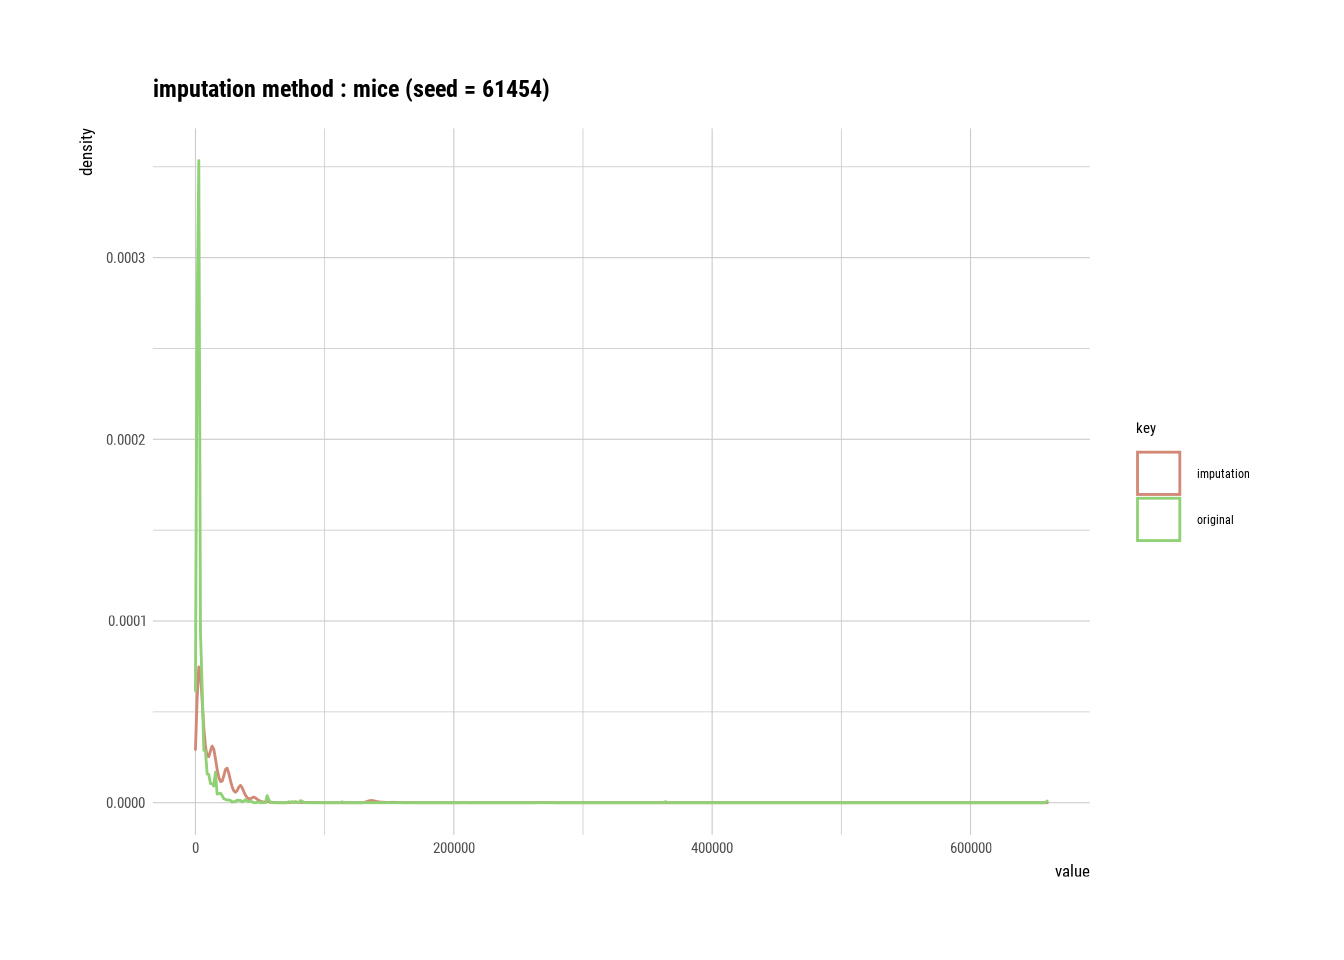 imputation method : mice (seed = 61454)
density
0.0003
0.0002
0.0001
0.0000
0
200000
400000
600000
value
key
imputation
original